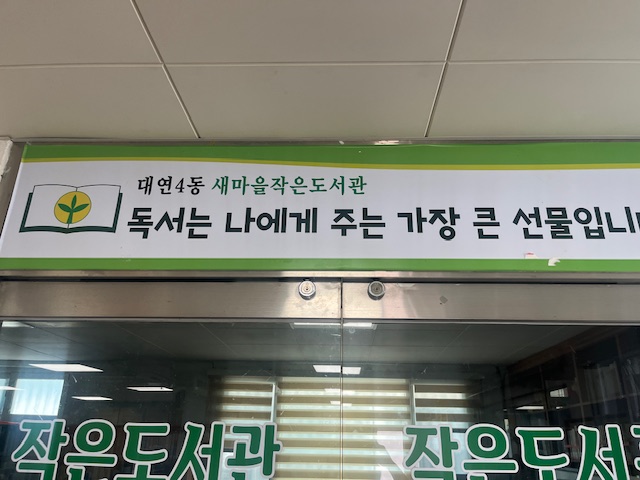 대연4동 새마을작은도서관
독서는 나에게 주는 가장 큰 선물입니
작은도서관 작은도서관